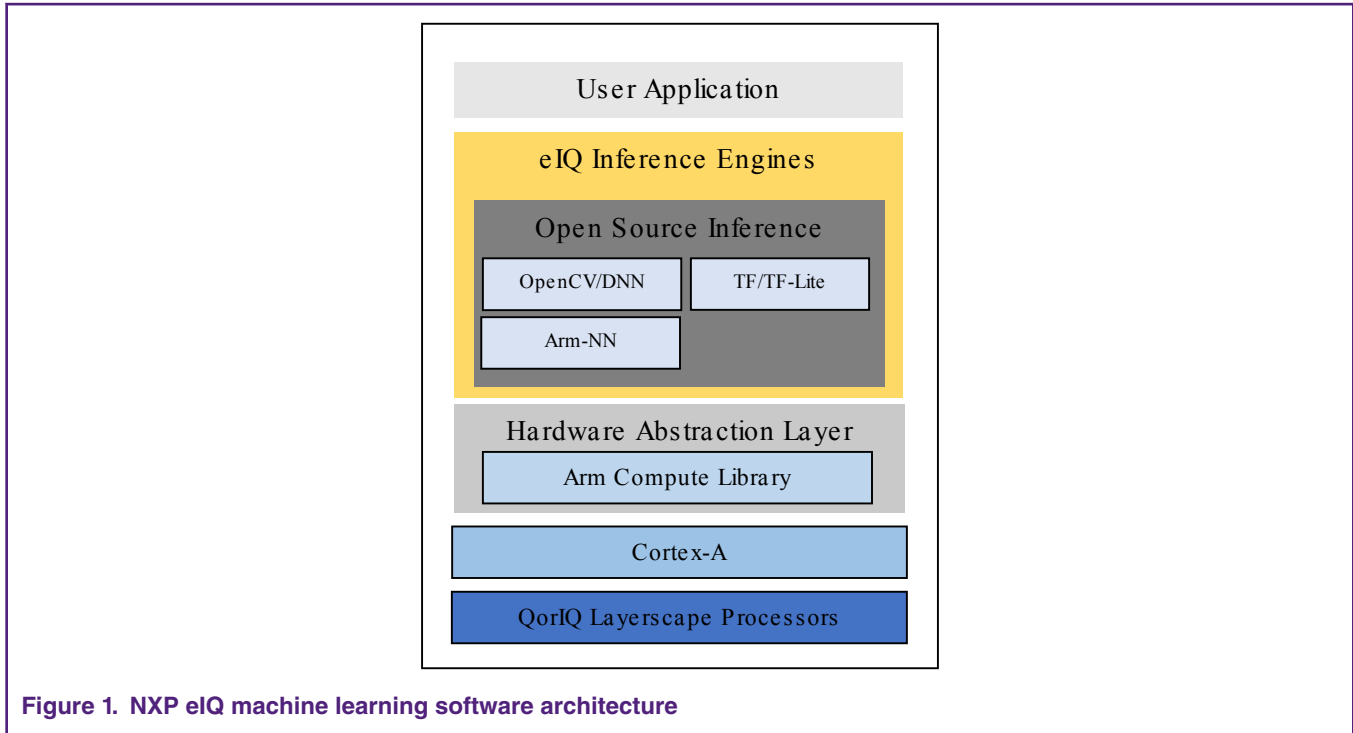 User Application
eIQ Inference Engines
Open Source Inference
OpenCV/DNN
TF/TF-Lite
Arm-NN
Hardware Abstraction Layer
Arm Compute Library
Cortex-A
QorIQ Layerscape Processors
Figure 1. NXP eIQ machine learning software architecture